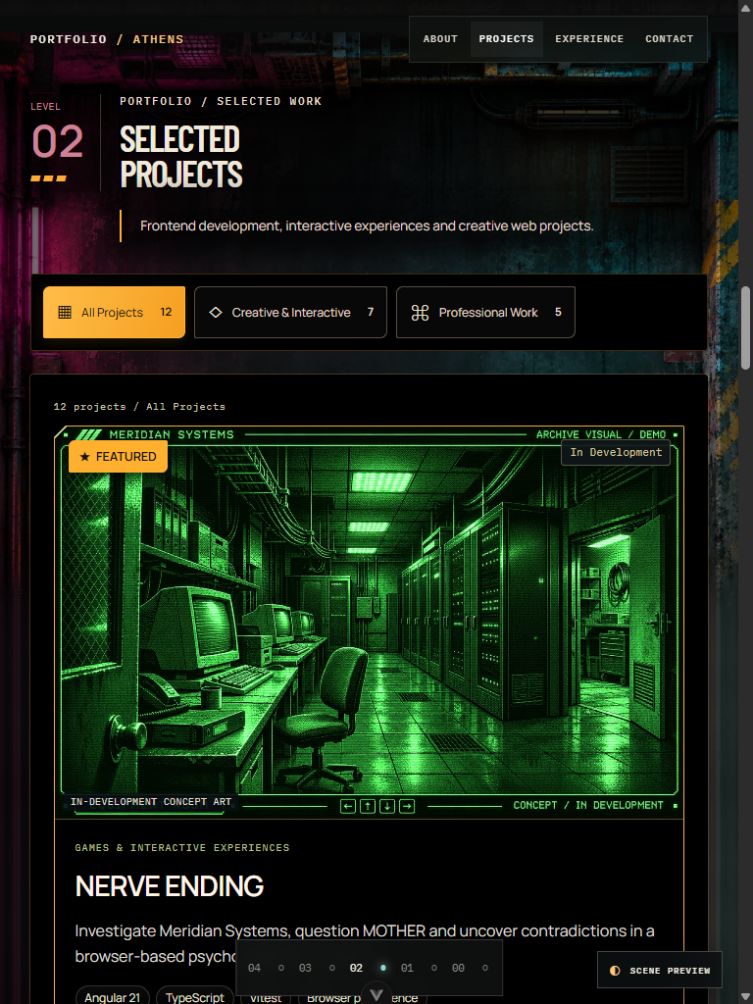 PORTFOLIO / ATHENS
ABOUT PROJECTS EXPERIENCE CONTACT
LEVEL
02
PORTFOLIO / SELECTED WORK
SELECTED
PROJECTS
Frontend development, interactive experiences and creative web projects.
All Projects 12
Creative & Interactive 7
Professional Work 5
12 projects / All Projects
MERIDIAN SYSTEMS
ARCHIVE VISUAL / DEMO
★ FEATURED
In Development
IN-DEVELOPMENT CONCEPT ART
← ↑ ↓ →
CONCEPT / IN DEVELOPMENT
GAMES & INTERACTIVE EXPERIENCES
NERVE ENDING
Investigate Meridian Systems, question MOTHER and uncover contradictions in a
browser-based psycho
04 03 02 01 00
SCENE PREVIEW
Angular 21 TypeScript Vitest Browser p ence